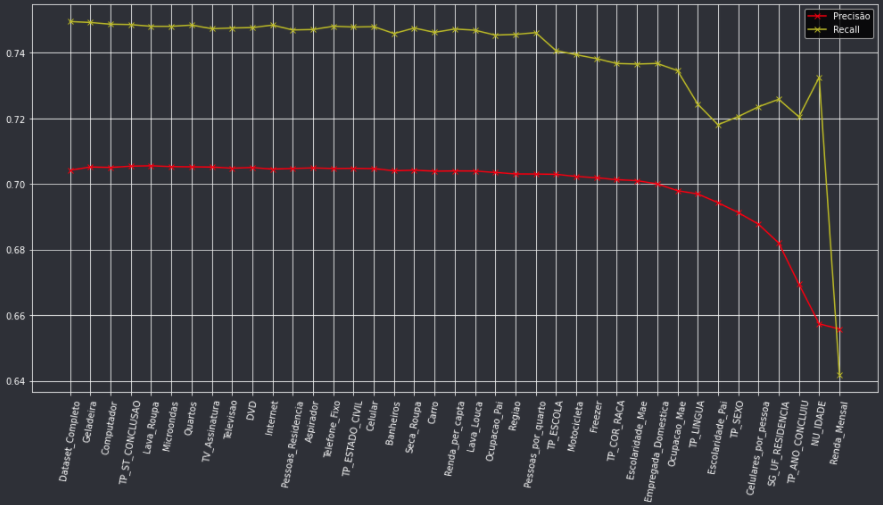 Precisão
Recall
0.74
0.72
0.70
0.68
0.66
0.64
Dataset_Completo
Geladeira
Computador
TP_ST_CONCLUSAO
Lava_Roupa
Microondas
Quartos
TV_Assinatura
Televisao
DVD
Internet
Pessoas_Residencia
Aspirador
Telefone_Fixo
TP_ESTADO_CIVIL
Celular
Banheiros
Seca_Roupa
Carro
Renda_per_capta
Lava_Louca
Ocupacao_Pai
Regiao
Pessoas_por_quarto
TP_ESCOLA
Motocicleta
Freezer
TP_COR_RACA
Escolaridade_Mae
Empregada_Domestica
Ocupacao_Mae
TP_LINGUA
Escolaridade_Pai
TP_SEXO
Celulares_por_pessoa
SG_UF_RESIDENCIA
TP_ANO_CONCLUIU
NU_IDADE
Renda_Mensal